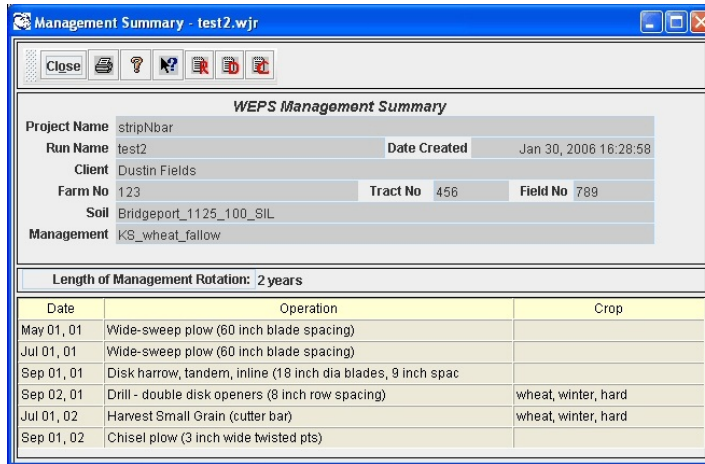 Management Summary - test2.wjr
Close
WEPS Management Summary
Project Name stripNbar
Run Name test2 Date Created Jan 30, 2006 16:28:58
Client Dustin Fields
Farm No 123 Tract No 456 Field No 789
Soil Bridgeport_1125_100_SIL
Management KS_wheat_fallow
Length of Management Rotation: 2 years
Date Operation Crop
May 01, 01 Wide-sweep plow (60 inch blade spacing)
Jul 01, 01 Wide-sweep plow (60 inch blade spacing)
Sep 01, 01 Disk harrow, tandem, inline (18 inch dia blades, 9 inch spac
Sep 02, 01 Drill - double disk openers (8 inch row spacing) wheat, winter, hard
Jul 01, 02 Harvest Small Grain (cutter bar) wheat, winter, hard
Sep 01, 02 Chisel plow (3 inch wide twisted pts)